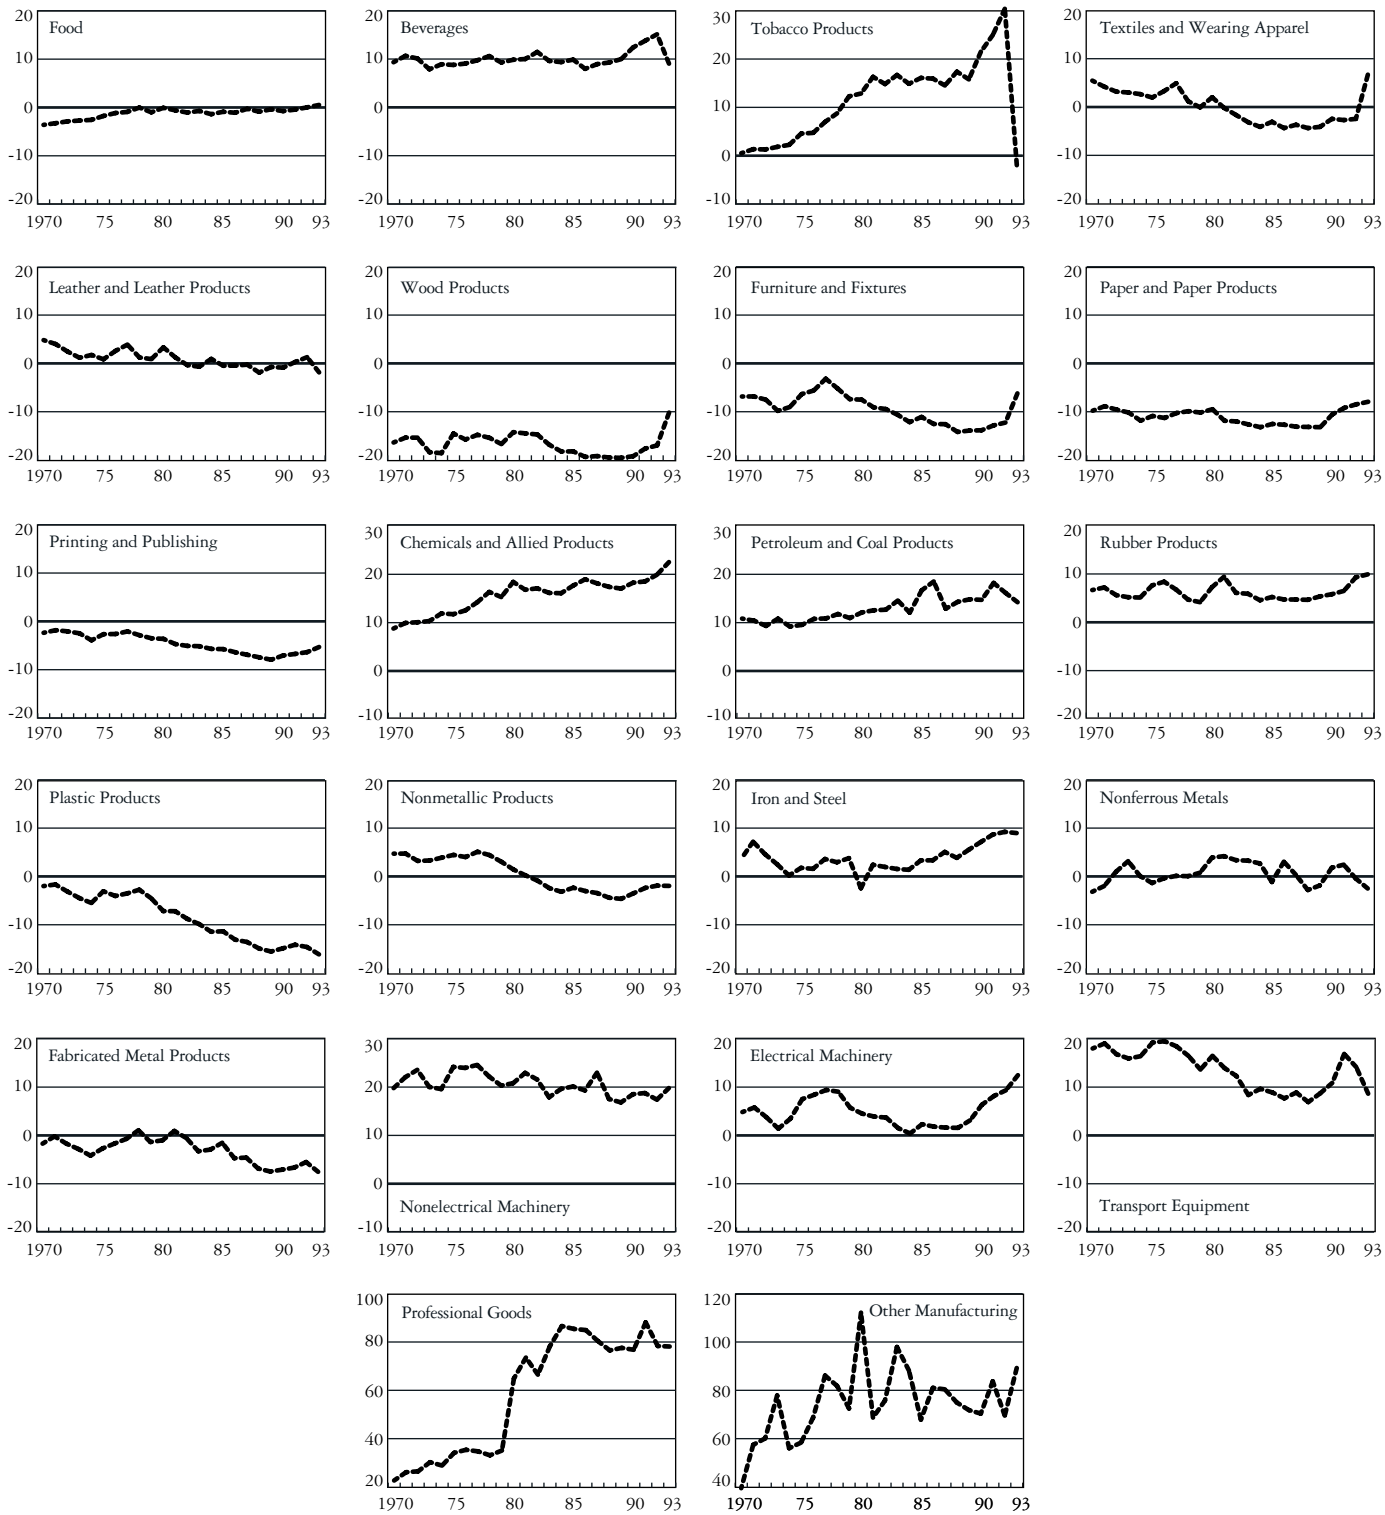 Food
20
10
0
-10
-20
1970 75 80 85 90 93
Beverages
20
10
0
-10
-20
1970 75 80 85 90 93
Tobacco Products
30
20
10
0
-10
1970 75 80 85 90 93
Textiles and Wearing Apparel
20
10
0
-10
-20
1970 75 80 85 90 93
Leather and Leather Products
20
10
0
-10
-20
1970 75 80 85 90 93
Wood Products
20
10
0
-10
-20
1970 75 80 85 90 93
Furniture and Fixtures
20
10
0
-10
-20
1970 75 80 85 90 93
Paper and Paper Products
20
10
0
-10
-20
1970 75 80 85 90 93
Printing and Publishing
20
10
0
-10
-20
1970 75 80 85 90 93
Chemicals and Allied Products
30
20
10
0
-10
1970 75 80 85 90 93
Petroleum and Coal Products
30
20
10
0
-10
1970 75 80 85 90 93
Rubber Products
20
10
0
-10
-20
1970 75 80 85 90 93
Plastic Products
20
10
0
-10
-20
1970 75 80 85 90 93
Nonmetallic Products
20
10
0
-10
-20
1970 75 80 85 90 93
Iron and Steel
20
10
0
-10
-20
1970 75 80 85 90 93
Nonferrous Metals
20
10
0
-10
-20
1970 75 80 85 90 93
Fabricated Metal Products
20
10
0
-10
-20
1970 75 80 85 90 93
30
20
10
0
-10
Nonelectrical Machinery
1970 75 80 85 90 93
Electrical Machinery
20
10
0
-10
-20
1970 75 80 85 90 93
20
10
0
-10
-20
Transport Equipment
1970 75 80 85 90 93
Professional Goods
100
80
60
40
20
1970 75 80 85 90 93
Other Manufacturing
120
100
80
60
40
1970 75 80 85 90 93